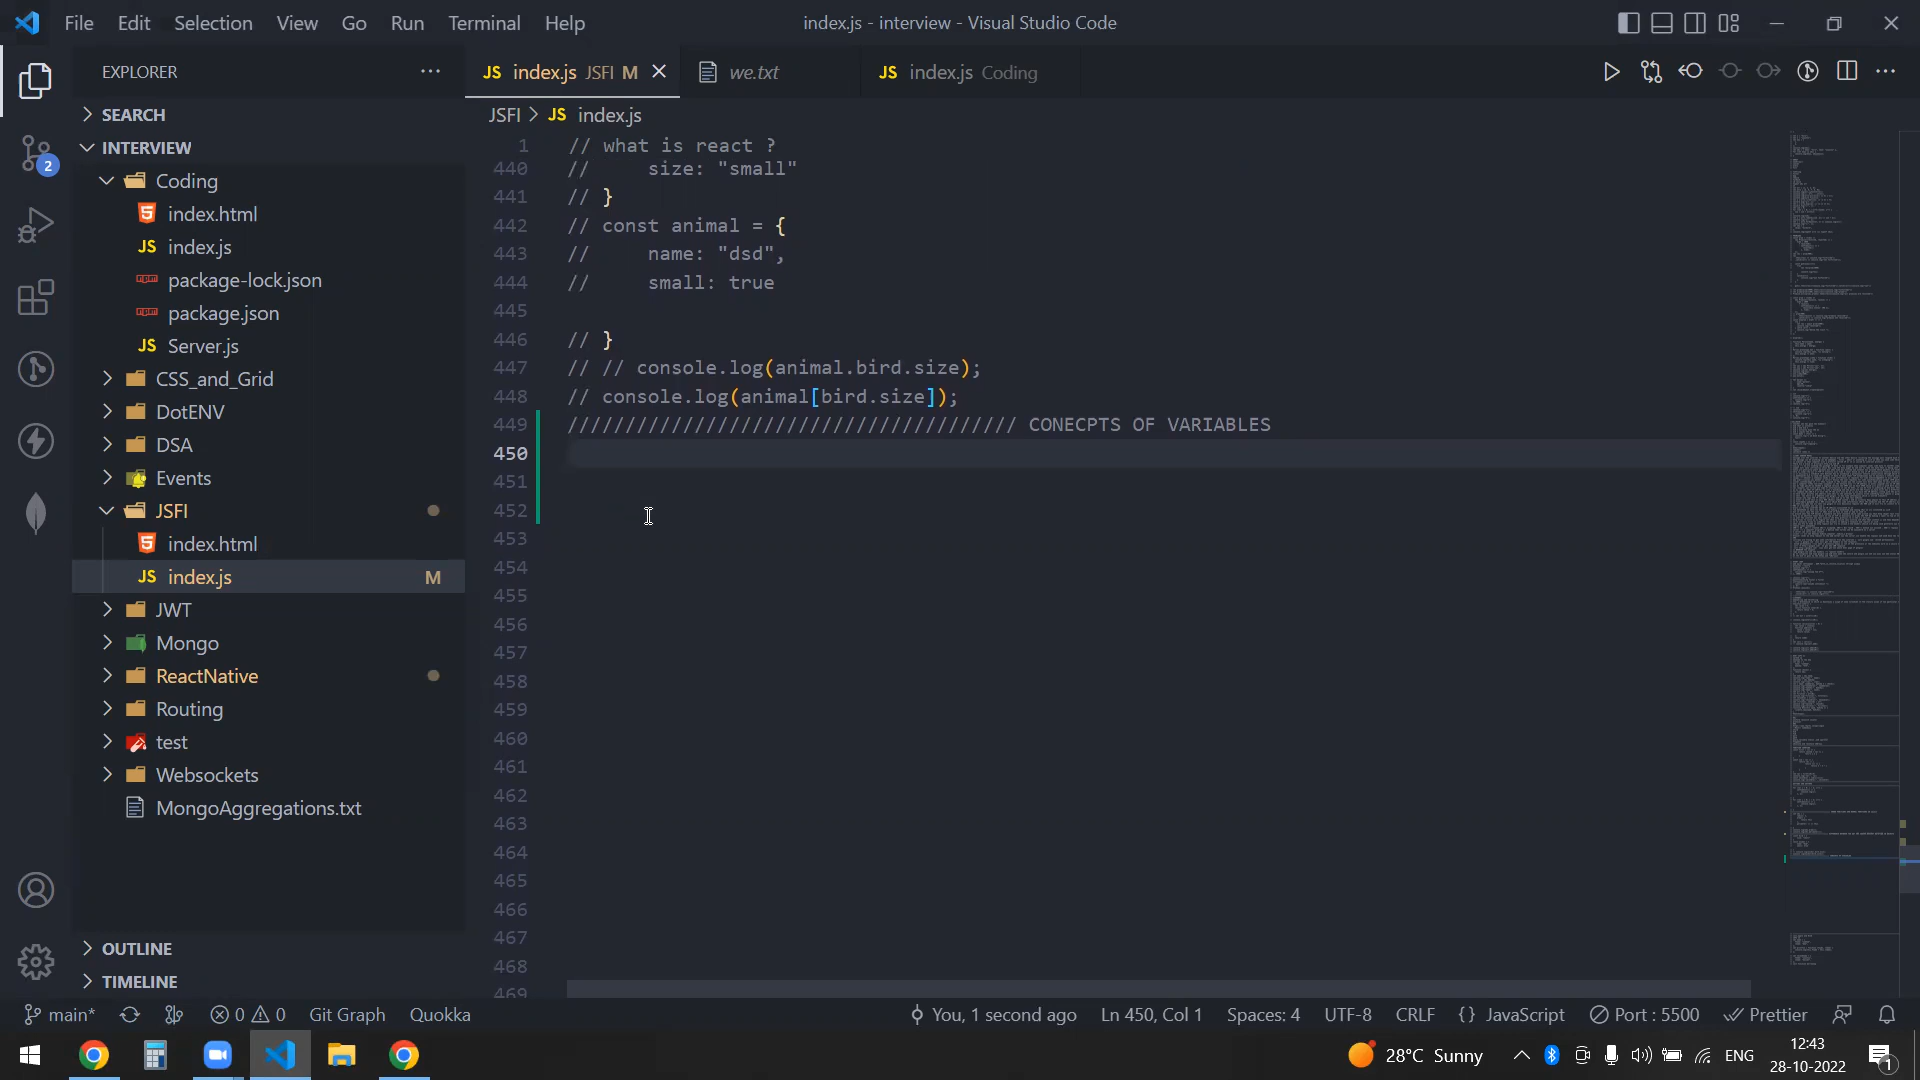 File Edit Selection View Go Run Terminal Help
index.js - interview - Visual Studio Code
EXPLORER
SEARCH
INTERVIEW
Coding
index.html
JS index.js
package-lock.json
package.json
JS Server.js
CSS_and_Grid
DotENV
DSA
Events
JSFI
index.html
JS index.js M
JWT
Mongo
ReactNative
Routing
test
Websockets
MongoAggregations.txt
OUTLINE
TIMELINE
2
JS index.js JSFI M
we.txt
JS index.js Coding
JSFI > JS index.js
1 // what is react ?
440 // size: "small"
441 // }
442 // const animal = {
443 // name: "dsd",
444 // small: true
445
446 // }
447 // // console.log(animal.bird.size);
448 // console.log(animal[bird.size]);
449 /////////////////////////////////////// CONECPTS OF VARIABLES
450
451
452
453
454
455
456
457
458
459
460
461
462
463
464
465
466
467
468
469
main* 0 0 Git Graph Quokka
You, 1 second ago Ln 450, Col 1 Spaces: 4 UTF-8 CRLF {} JavaScript Port : 5500 Prettier
28°C Sunny ENG
12:43
28-10-2022
1